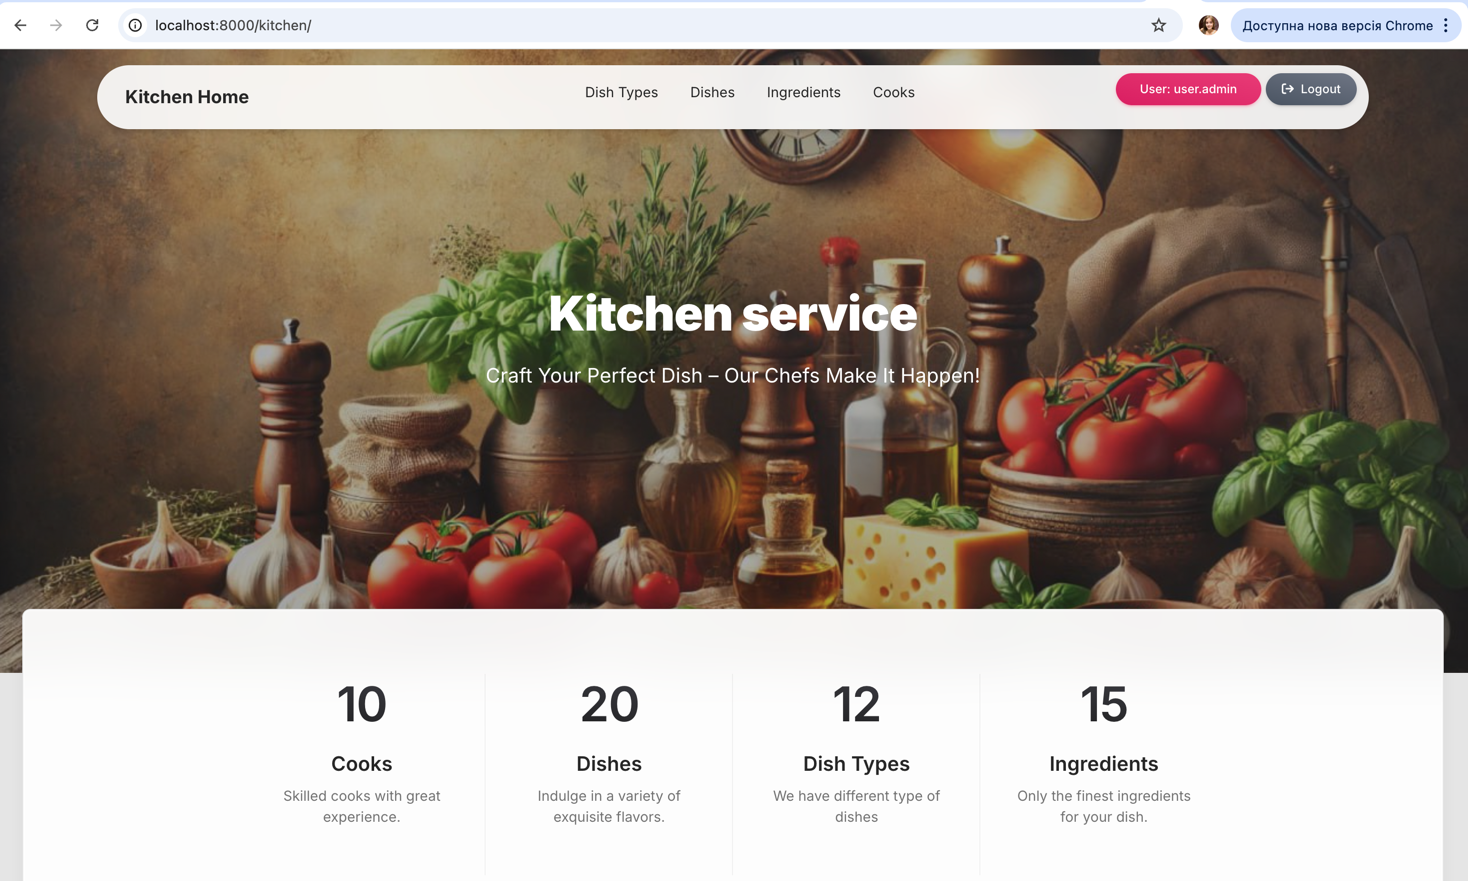 localhost:8000/kitchen/
Доступна нова версія Chrome
Kitchen Home
Dish Types
Dishes
Ingredients
Cooks
User: user.admin
Logout
Kitchen service
Craft Your Perfect Dish – Our Chefs Make It Happen!
10
Cooks
Skilled cooks with great
experience.
20
Dishes
Indulge in a variety of
exquisite flavors.
12
Dish Types
We have different type of
dishes
15
Ingredients
Only the finest ingredients
for your dish.